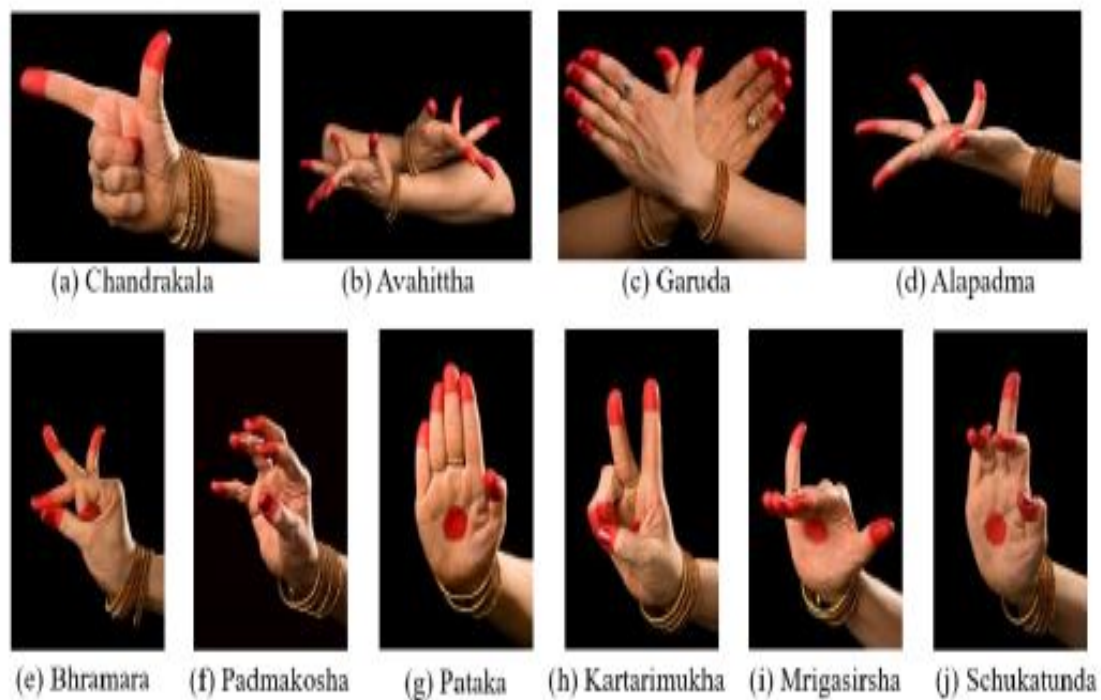 (a) Chandrakala (b) Avahittha (c) Garuda (d) Alapadma
(e) Bhramara (f) Padmakosha (g) Pataka (h) Kartarimukha (i) Mrigasirsha (j) Schukatunda